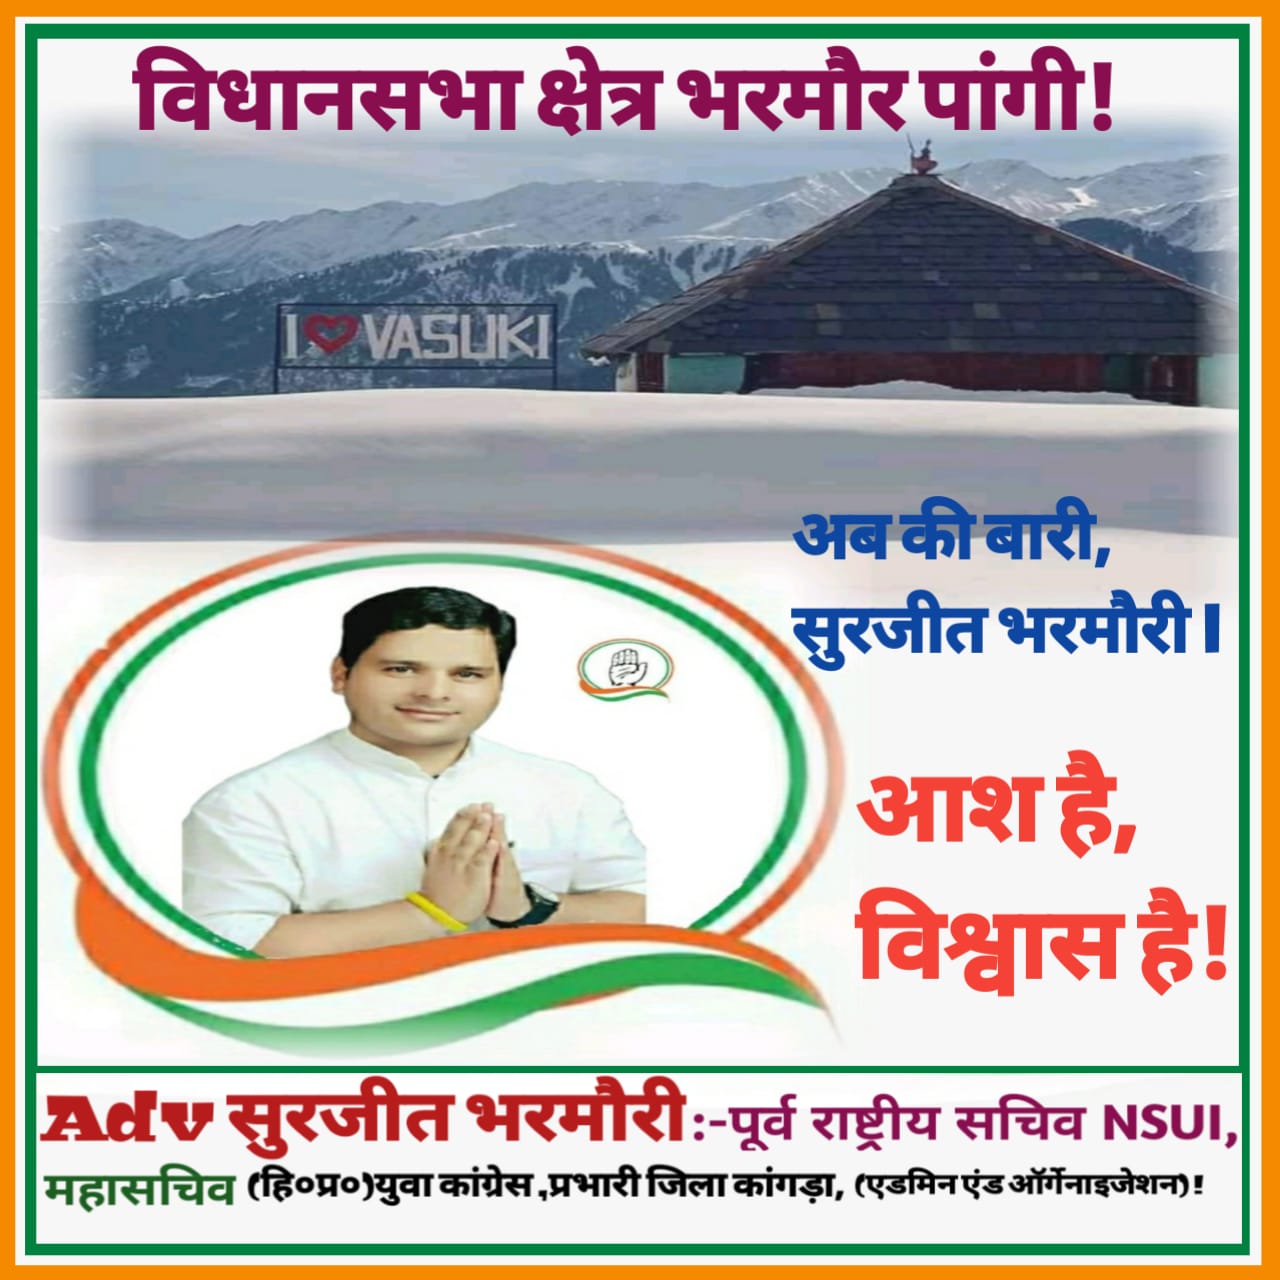 विधानसभा क्षेत्र भरमौर पांगी!
I ❤ VASUKI
अब की बारी,
सुरजीत भरमौरी।
आश है,
विश्वास है!
Adv सुरजीत भरमौरी:-पूर्व राष्ट्रीय सचिव NSUI,
महासचिव (हि०प्र०)युवा कांग्रेस ,प्रभारी जिला कांगड़ा, (एडमिन एंड ऑर्गेनाइजेशन)!